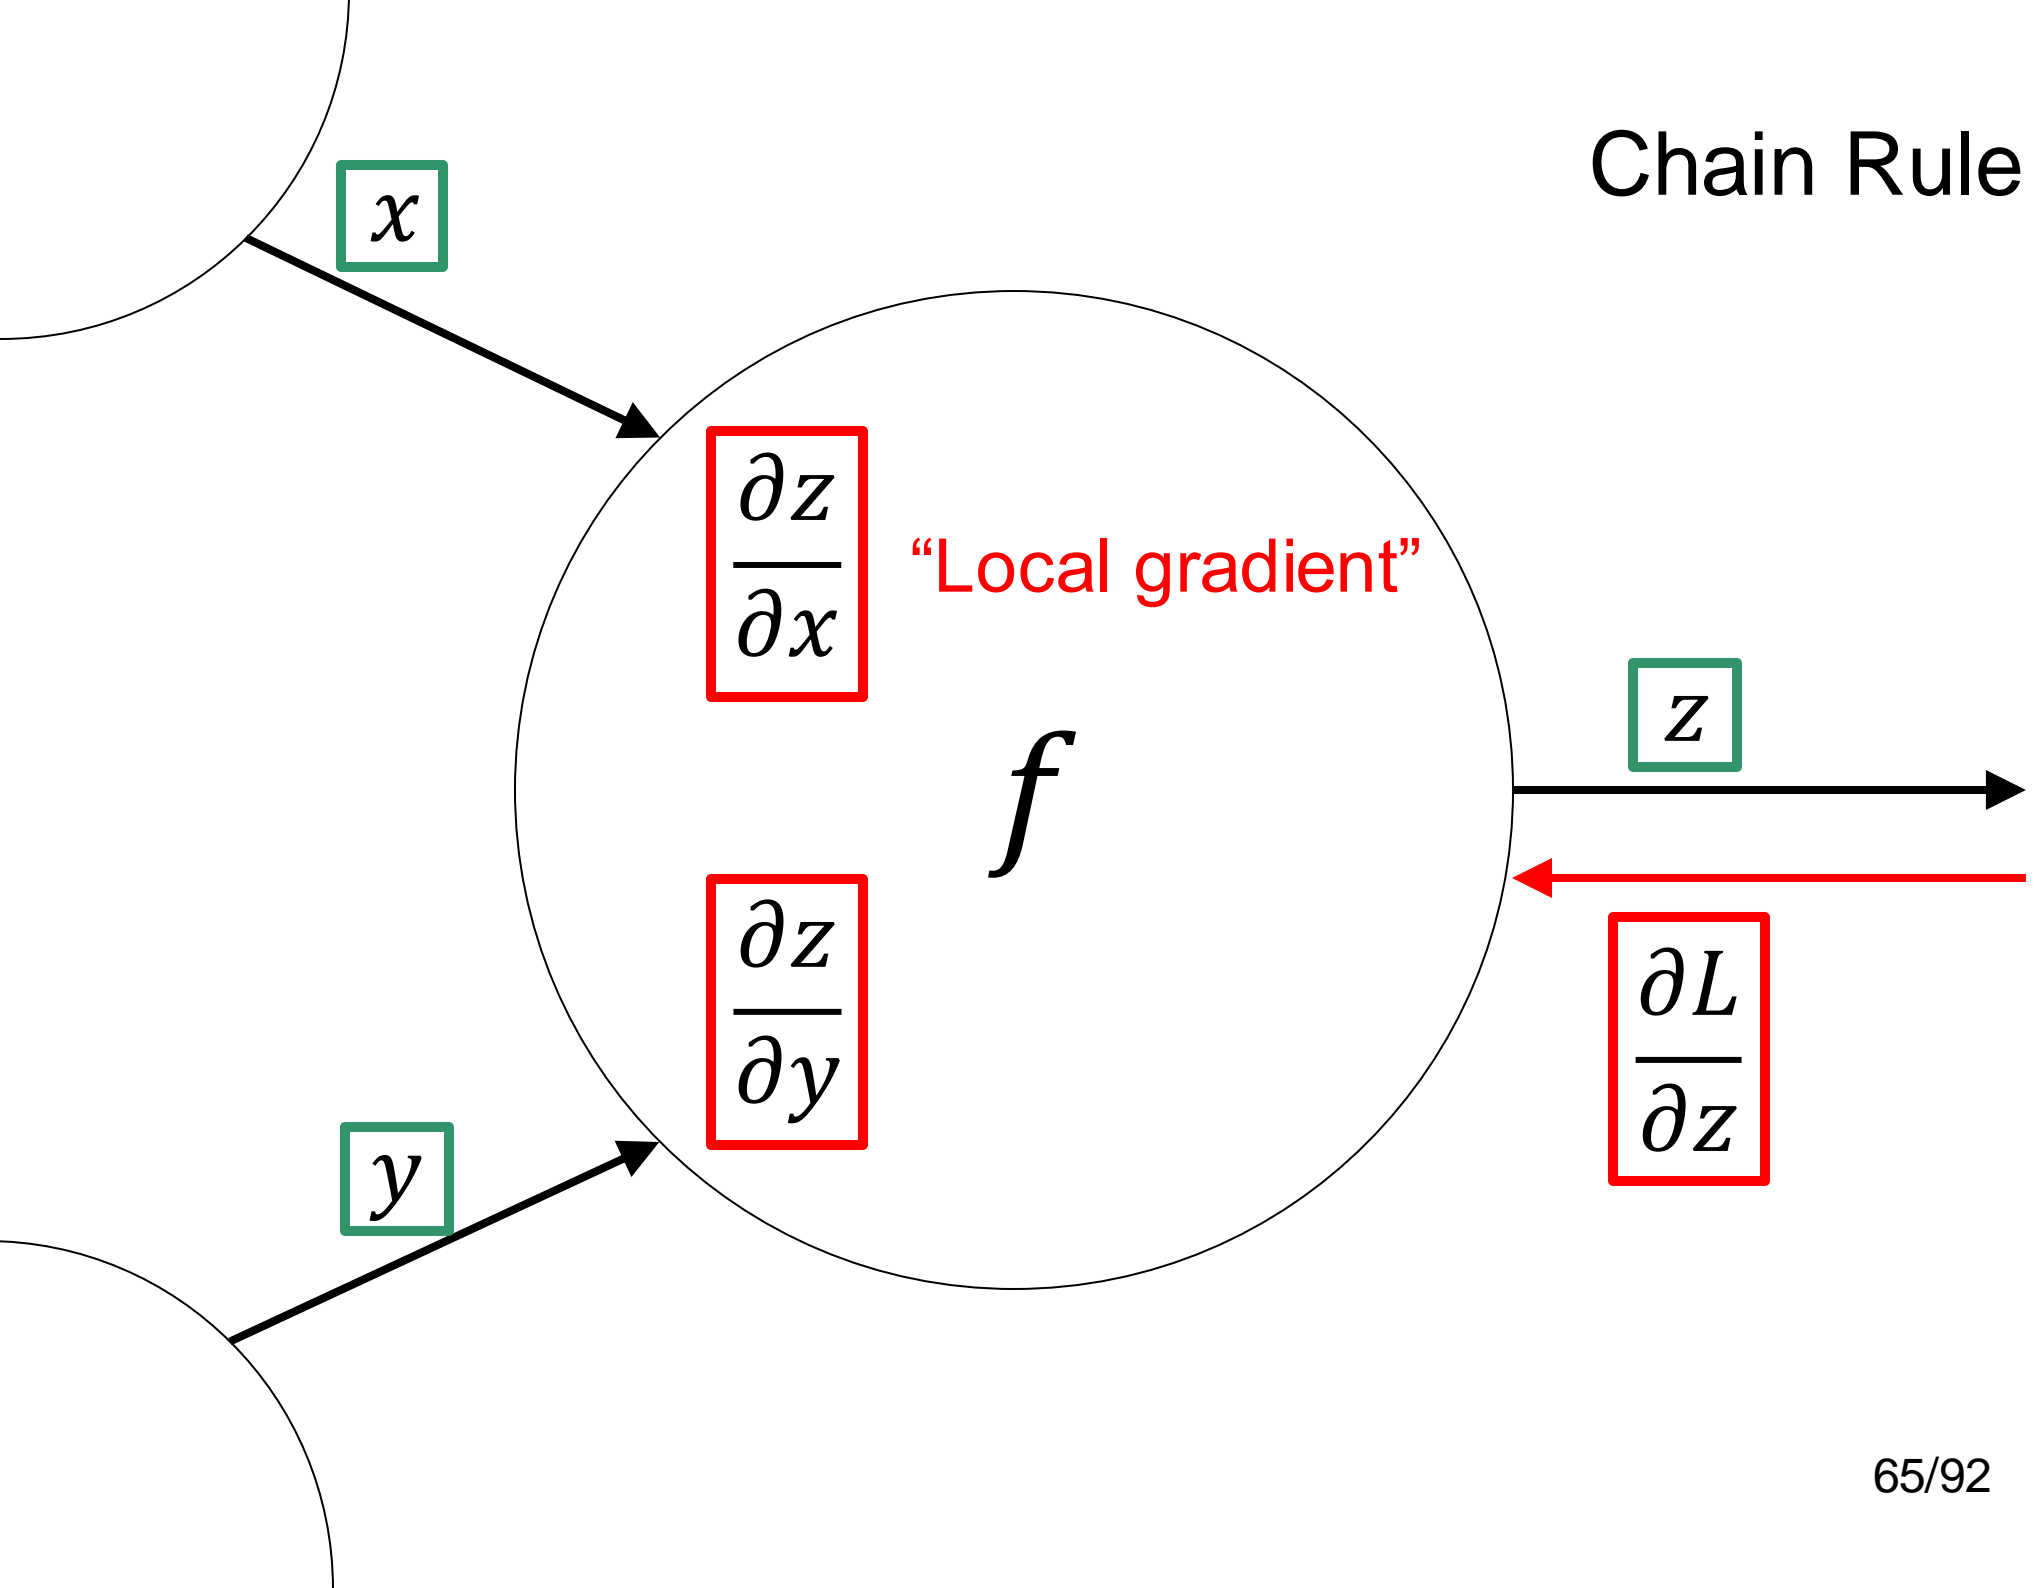 Chain Rule
x
∂z
∂x
“Local gradient”
z
f
∂z
∂y
∂L
∂z
y
65/92